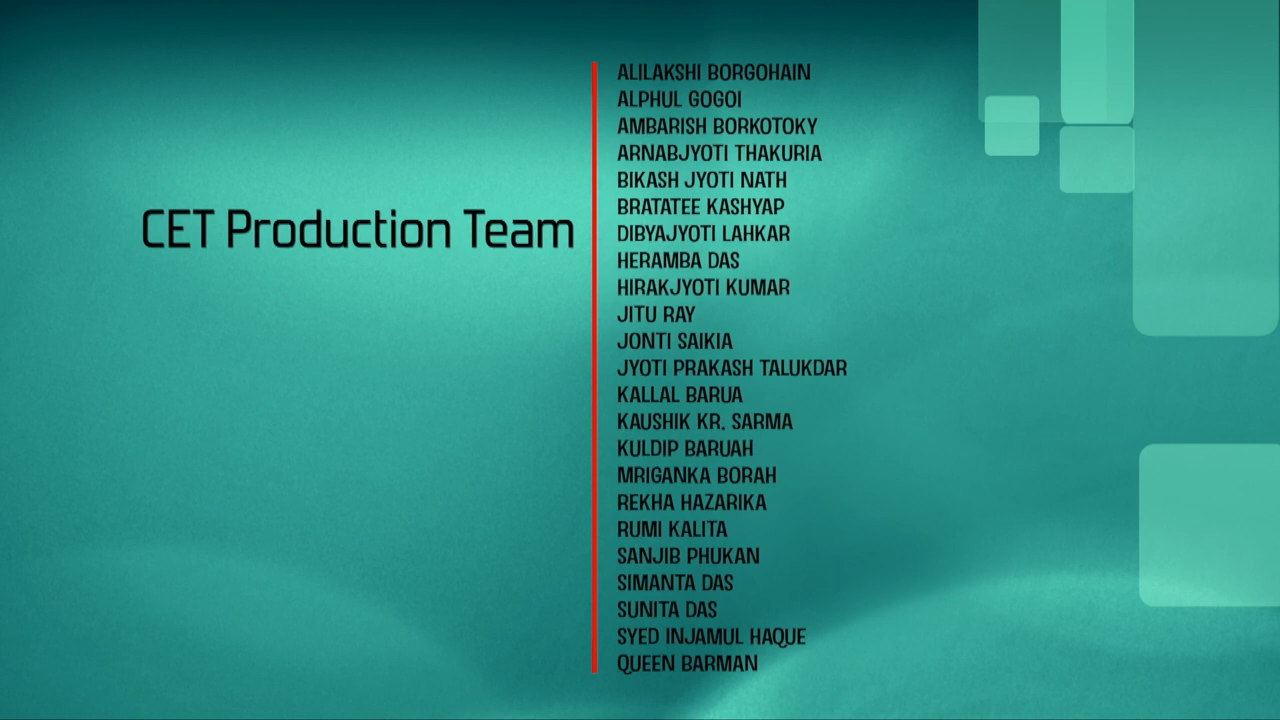 CET Production Team
ALILAKSHI BORGOHAIN
ALPHUL GOGOI
AMBARISH BORKOTOKY
ARNABJYOTI THAKURIA
BIKASH JYOTI NATH
BRATATEE KASHYAP
DIBYAJYOTI LAHKAR
HERAMBA DAS
HIRAKJYOTI KUMAR
JITU RAY
JONTI SAIKIA
JYOTI PRAKASH TALUKDAR
KALLAL BARUA
KAUSHIK KR. SARMA
KULDIP BARUAH
MRIGANKA BORAH
REKHA HAZARIKA
RUMI KALITA
SANJIB PHUKAN
SIMANTA DAS
SUNITA DAS
SYED INJAMUL HAQUE
QUEEN BARMAN